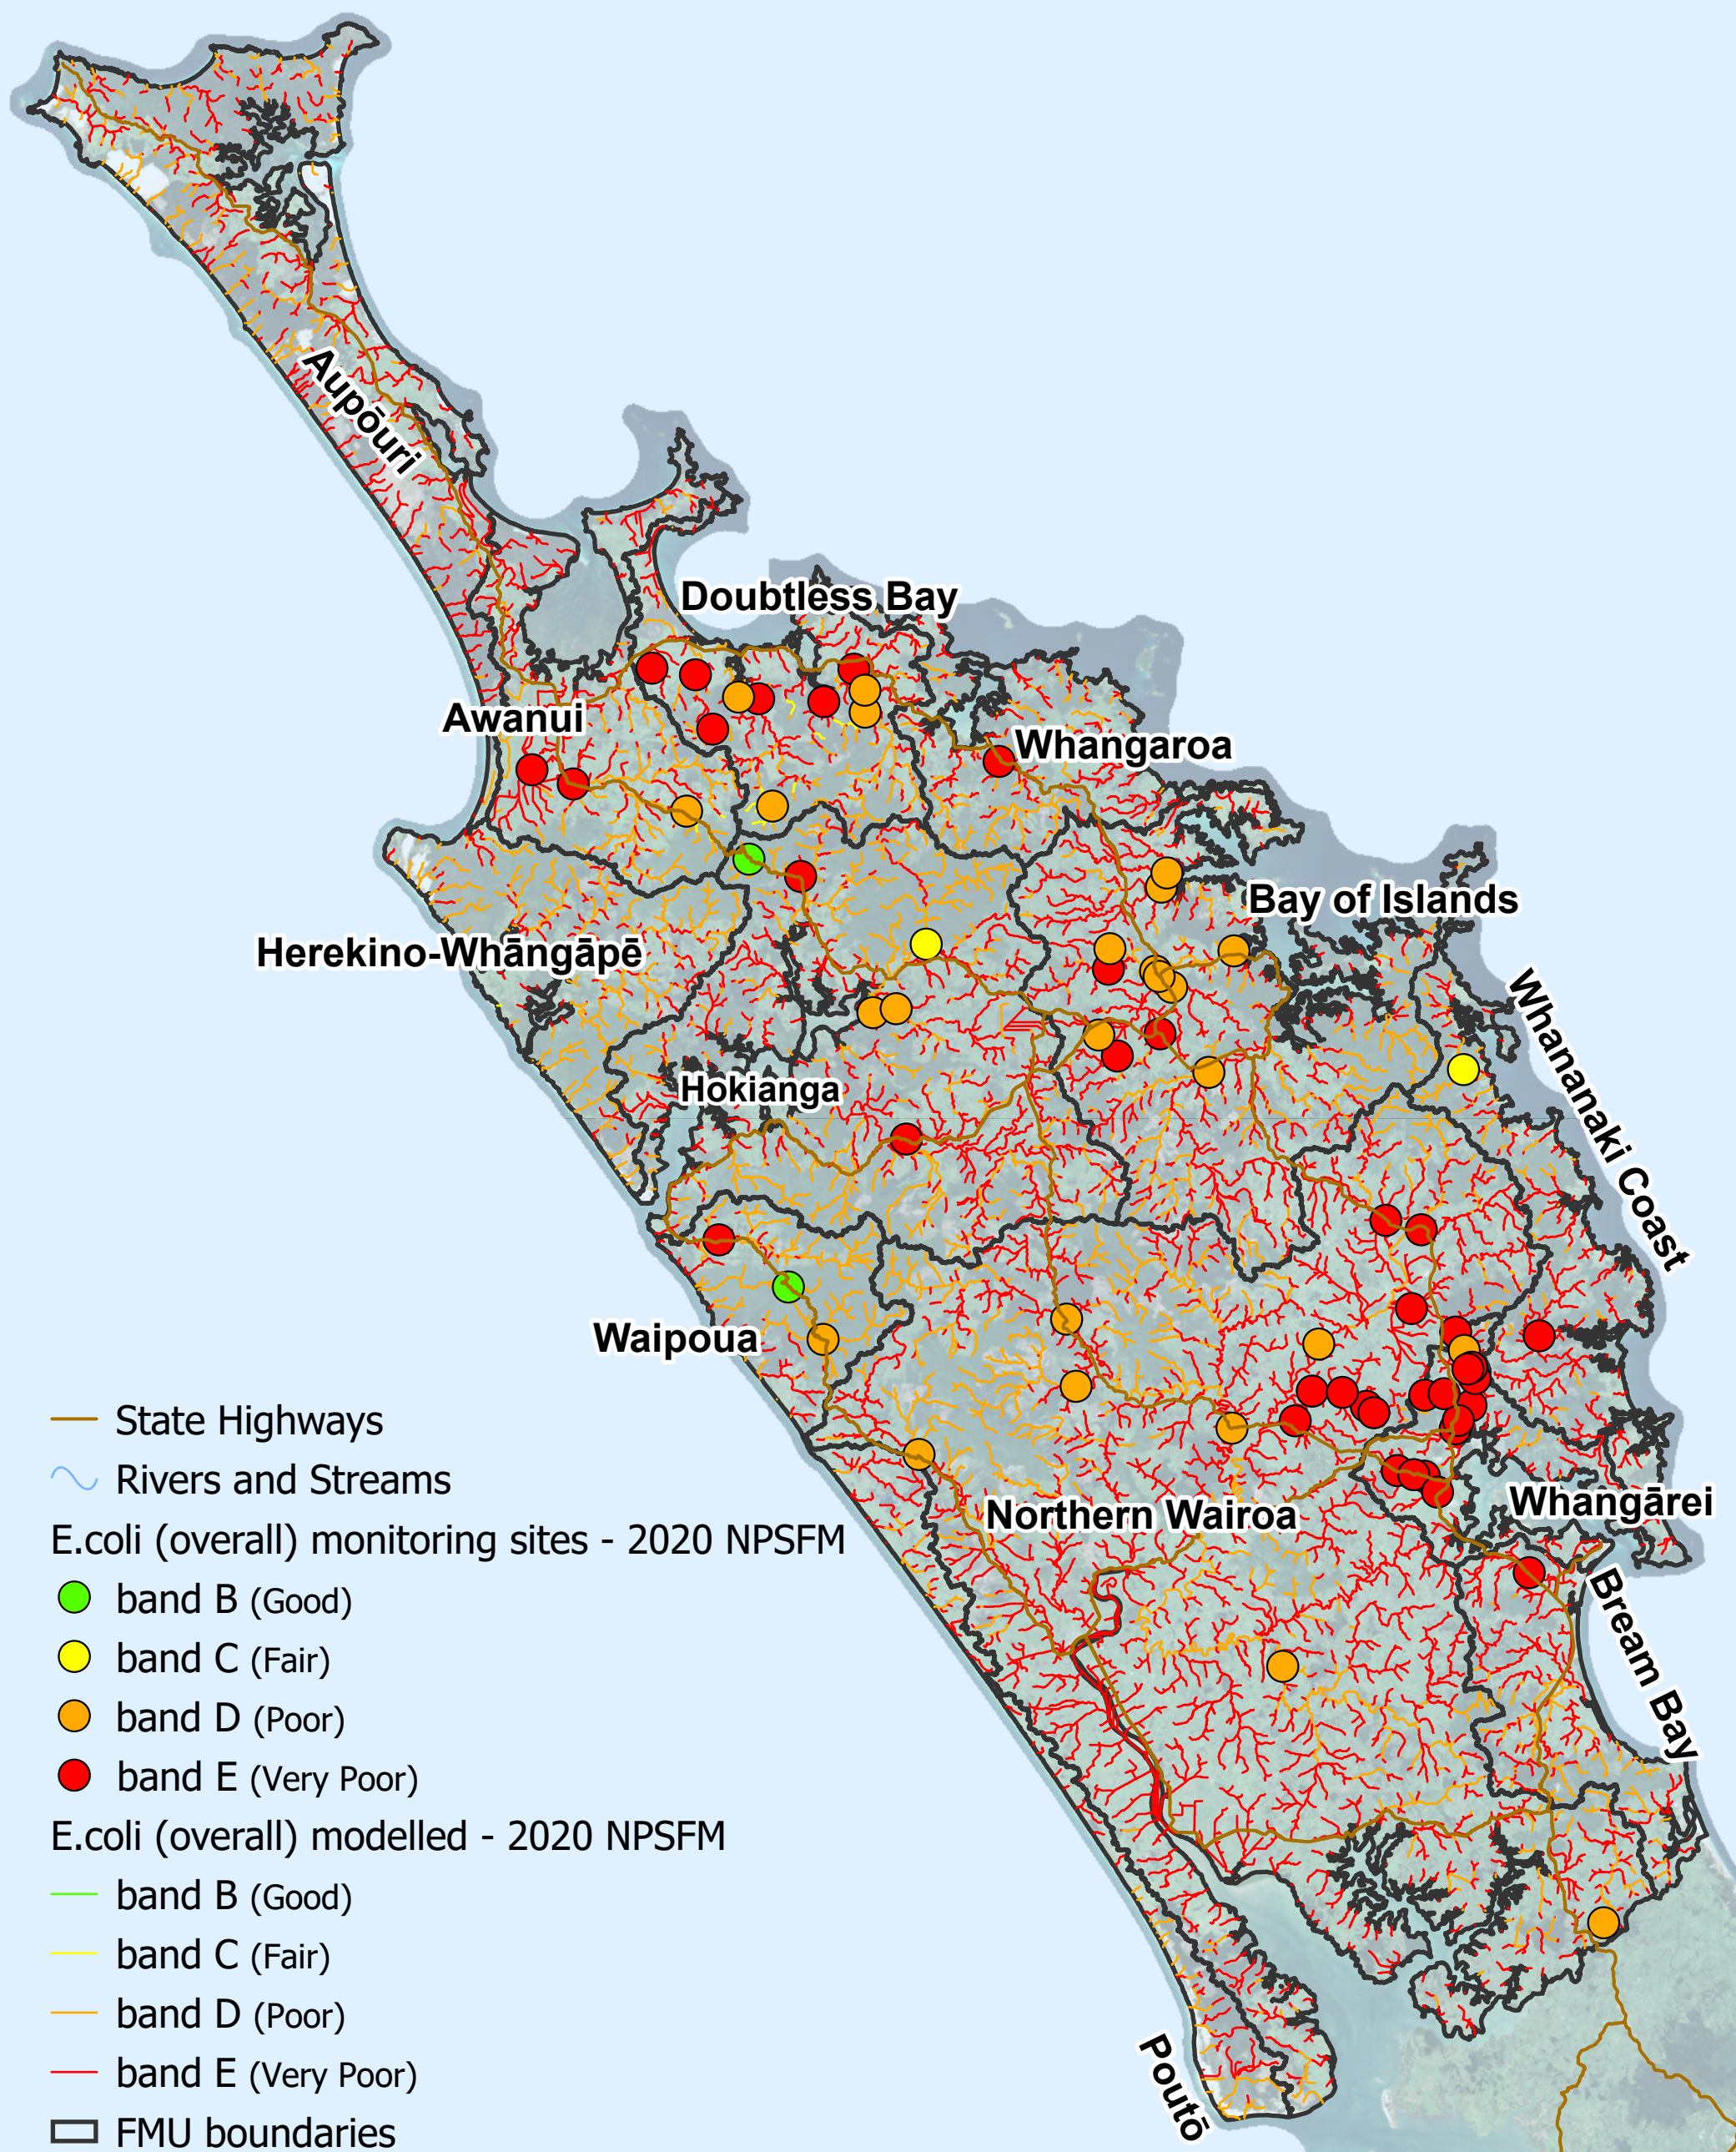 Aupōuri
Doubtless Bay
Awanui
Whangaroa
Bay of Islands
Herekino-Whāngāpē
Whananaki Coast
Hokianga
Waipoua
Northern Wairoa
Whangārei
Bream Bay
Poutō
State Highways
Rivers and Streams
E.coli (overall) monitoring sites - 2020 NPSFM
band B (Good)
band C (Fair)
band D (Poor)
band E (Very Poor)
E.coli (overall) modelled - 2020 NPSFM
band B (Good)
band C (Fair)
band D (Poor)
band E (Very Poor)
FMU boundaries